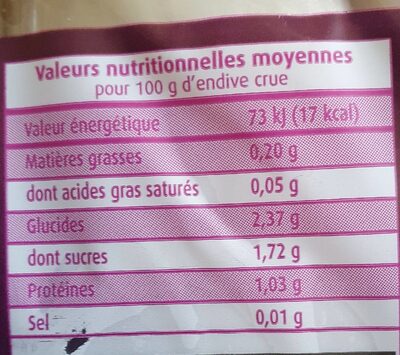 Valeurs nutritionnelles moyennes
pour 100 g d'endive crue
Valeur énergétique 73 kJ (17 kcal)
Matières grasses 0,20 g
dont acides gras saturés 0,05 g
Glucides 2,37 g
dont sucres 1,72 g
Protéines 1,03 g
Sel 0,01 g